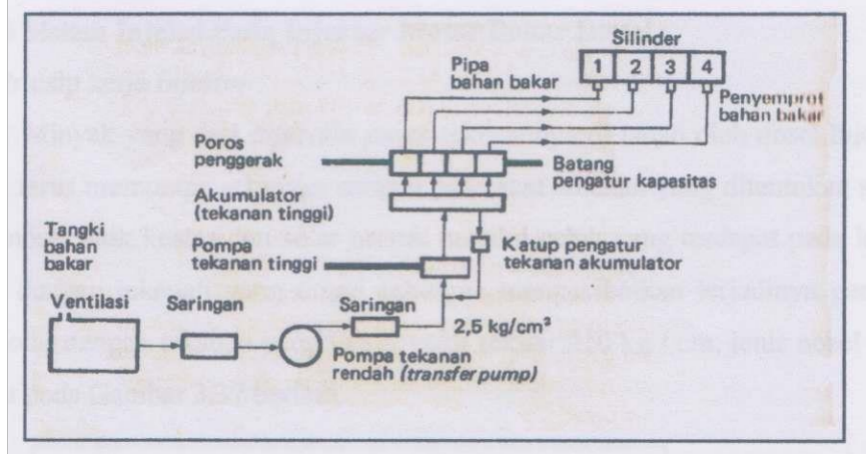 Silinder
1 2 3 4
Pipa
bahan bakar
Penyemprot
bahan bakar
Poros
penggerak
Batang
pengatur kapasitas
Akumulator
(tekanan tinggi)
Tangki
bahan
bakar
Pompa
tekanan tinggi
Katup pengatur
tekanan akumulator
Ventilasi
Saringan
Saringan
2,5 kg/cm³
Pompa tekanan
rendah (transfer pump)